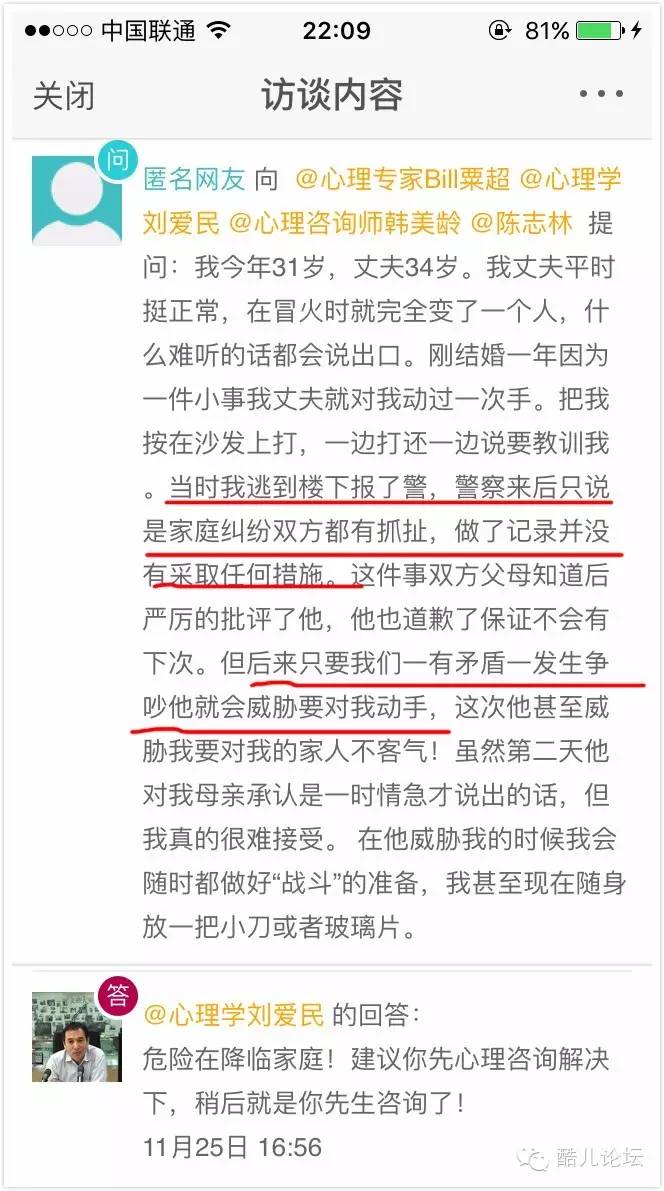 中国联通 22:09 81%
关闭 访谈内容
问
匿名网友 向 @心理专家Bill粟超 @心理学
刘爱民 @心理咨询师韩美龄 @陈志林 提
问：我今年31岁，丈夫34岁。我丈夫平时
挺正常，在冒火时就完全变了一个人，什
么难听的话都会说出口。刚结婚一年因为
一件小事我丈夫就对我动过一次手。把我
按在沙发上打，一边打还一边说要教训我
。当时我逃到楼下报了警，警察来后只说
是家庭纠纷双方都有抓扯，做了记录并没
有采取任何措施。这件事双方父母知道后
严厉的批评了他，他也道歉了保证不会有
下次。但后来只要我们一有矛盾一发生争
吵他就会威胁要对我动手，这次他甚至威
胁我要对我的家人不客气！虽然第二天他
对我母亲承认是一时情急才说出的话，但
我真的很难接受。 在他威胁我的时候我会
随时都做好“战斗”的准备，我甚至现在随身
放一把小刀或者玻璃片。
答
@心理学刘爱民 的回答：
危险在降临家庭！建议你先心理咨询解决
下，稍后就是你先生咨询了！
11月25日 16:56
酷儿论坛